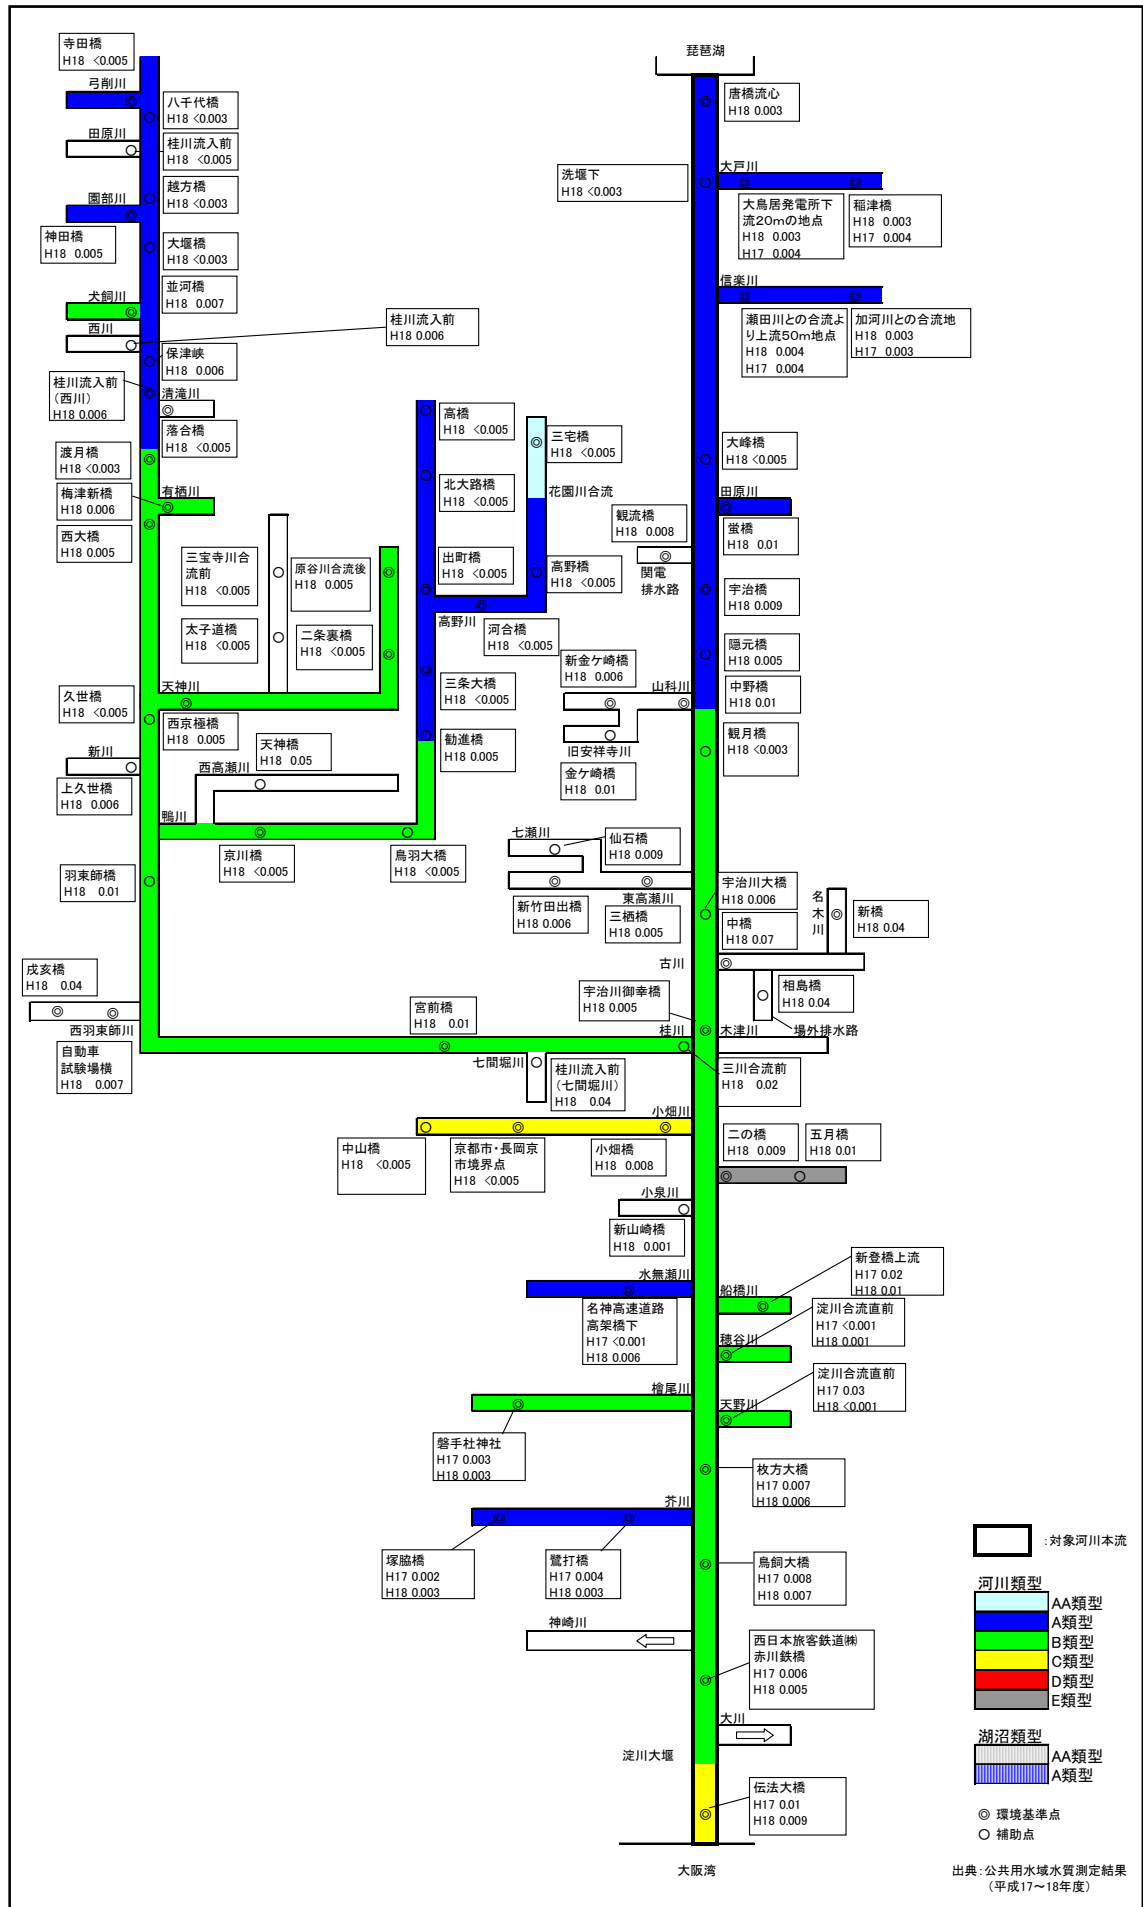 寺田橋
H18 <0.005
弓削川
八千代橋
H18 <0.003
田原川
桂川流入前
H18 <0.005
越方橋
H18 <0.003
園部川
神田橋
H18 0.005
大堰橋
H18 <0.003
並河橋
H18 0.007
犬飼川
西川
桂川流入前
H18 0.006
保津峡
H18 0.006
桂川流入前
(西川)
H18 0.006
清滝川
落合橋
H18 <0.005
渡月橋
H18 <0.003
梅津新橋
H18 0.006
有栖川
西大橋
H18 0.005
三宝寺川合
流前
H18 <0.005
原谷川合流後
H18 0.005
太子道橋
H18 <0.005
二条裏橋
H18 <0.005
天神川
久世橋
H18 <0.005
西京極橋
H18 0.005
新川
上久世橋
H18 0.006
天神橋
H18 0.05
西高瀬川
鴨川
京川橋
H18 <0.005
鳥羽大橋
H18 <0.005
高橋
H18 <0.005
三宅橋
H18 <0.005
北大路橋
H18 <0.005
花園川合流
出町橋
H18 <0.005
高野橋
H18 <0.005
高野川
河合橋
H18 <0.005
三条大橋
H18 <0.005
勧進橋
H18 0.005
羽束師橋
H18 0.01
戌亥橋
H18 0.04
西羽束師川
自動車
試験場横
H18 0.007
宮前橋
H18 0.01
七間堀川
桂川流入前
(七間堀川)
H18 0.04
桂川
琵琶湖
唐橋流心
H18 0.003
洗堰下
H18 <0.003
大戸川
大鳥居発電所下
流20mの地点
H18 0.003
H17 0.004
稲津橋
H18 0.003
H17 0.004
信楽川
瀬田川との合流よ
り上流50m地点
H18 0.004
H17 0.004
加河川との合流地
H18 0.003
H17 0.003
大峰橋
H18 <0.005
田原川
蛍橋
H18 0.01
観流橋
H18 0.008
関電
排水路
宇治橋
H18 0.009
隠元橋
H18 0.005
新金ケ崎橋
H18 0.006
山科川
中野橋
H18 0.01
旧安祥寺川
金ケ崎橋
H18 0.01
観月橋
H18 <0.003
七瀬川
仙石橋
H18 0.009
新竹田出橋
H18 0.006
東高瀬川
三栖橋
H18 0.005
宇治川大橋
H18 0.006
名
木
川
新橋
H18 0.04
中橋
H18 0.07
古川
相島橋
H18 0.04
宇治川御幸橋
H18 0.005
木津川
場外排水路
三川合流前
H18 0.02
小畑川
中山橋
H18 <0.005
京都市・長岡京
市境界点
H18 <0.005
小畑橋
H18 0.008
二の橋
H18 0.009
五月橋
H18 0.01
小泉川
新山崎橋
H18 0.001
水無瀬川
名神高速道路
高架橋下
H17 <0.001
H18 0.006
新登橋上流
H17 0.02
H18 0.01
船橋川
淀川合流直前
H17 <0.001
H18 0.001
穂谷川
淀川合流直前
H17 0.03
H18 <0.001
天野川
檜尾川
磐手杜神社
H17 0.003
H18 0.003
枚方大橋
H17 0.007
H18 0.006
芥川
塚脇橋
H17 0.002
H18 0.003
鷺打橋
H17 0.004
H18 0.003
鳥飼大橋
H17 0.008
H18 0.007
神崎川
西日本旅客鉄道㈱
赤川鉄橋
H17 0.006
H18 0.005
大川
淀川大堰
伝法大橋
H17 0.01
H18 0.009
大阪湾
:対象河川本流
河川類型
AA類型
A類型
B類型
C類型
D類型
E類型
湖沼類型
AA類型
A類型
◎ 環境基準点
○ 補助点
出典:公共用水域水質測定結果
(平成17～18年度)